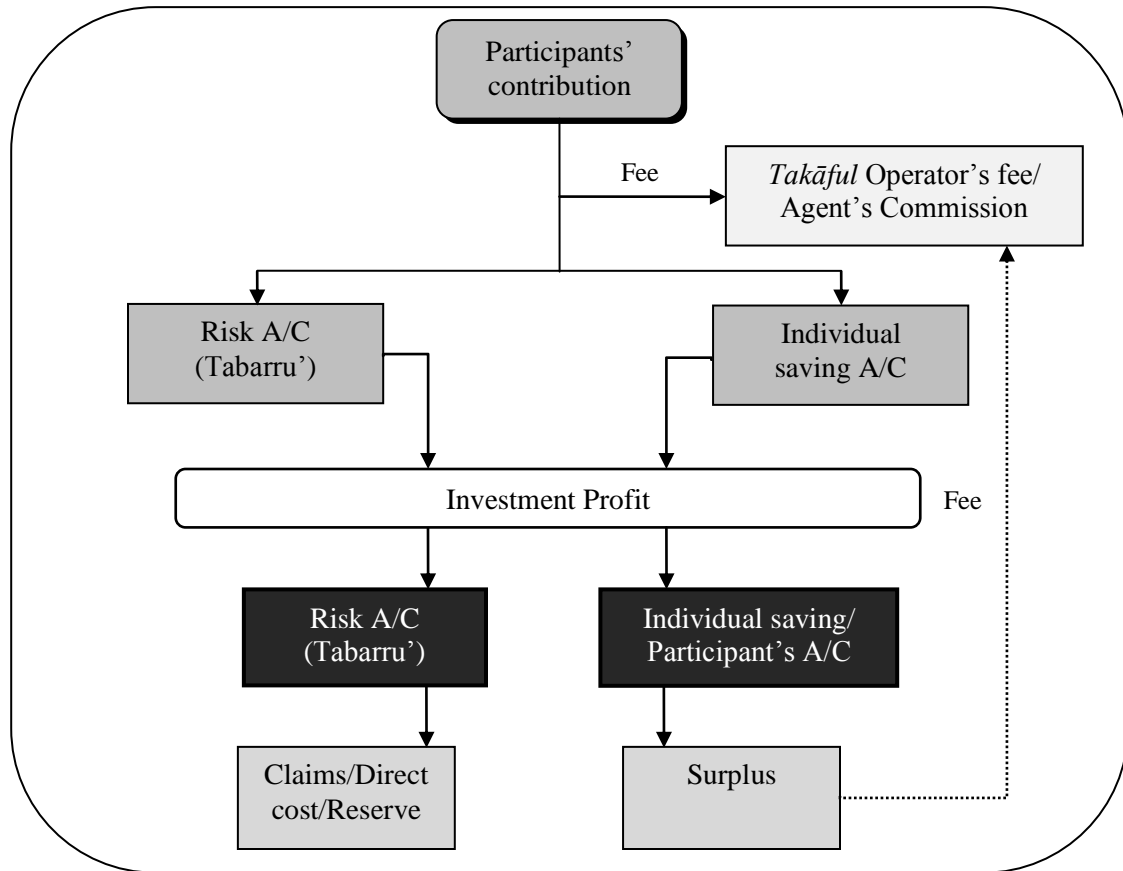 Participants’
contribution
Fee
Takāful Operator’s fee/
Agent’s Commission
Risk A/C
(Tabarru’)
Individual
saving A/C
Investment Profit
Fee
Risk A/C
(Tabarru’)
Individual saving/
Participant’s A/C
Claims/Direct
cost/Reserve
Surplus